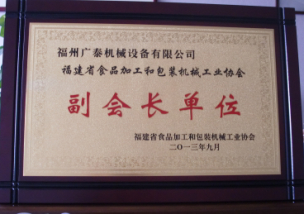 福州广泰机械设备有限公司
福建省食品加工和包装机械工业协会
副会长单位
福建省食品加工和包装机械工业协会
二〇一三年九月